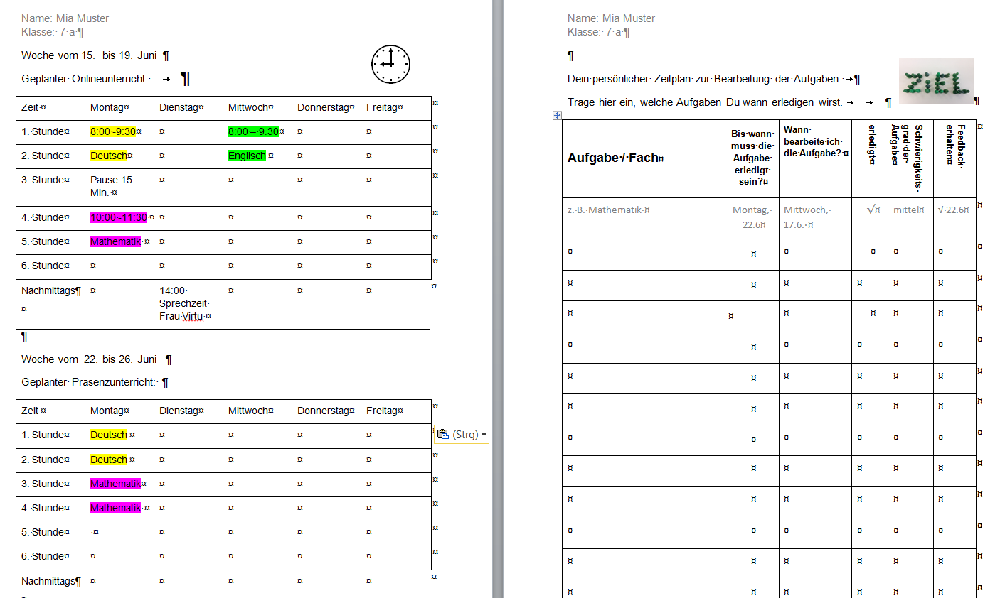 Name: Mia Muster
Klasse: 7 a
Woche vom 15. bis 19. Juni
Geplanter Onlineunterricht:
Zeit Montag Dienstag Mittwoch Donnerstag Freitag
1. Stunde 8:00-9:30 8:00 – 9.30
2. Stunde Deutsch Englisch
3. Stunde Pause 15
Min.
4. Stunde 10:00-11:30
5. Stunde Mathematik
6. Stunde
Nachmittags 14:00
Sprechzeit
Frau Virtu
Woche vom 22. bis 26. Juni
Geplanter Präsenzunterricht:
Zeit Montag Dienstag Mittwoch Donnerstag Freitag
1. Stunde Deutsch
2. Stunde Deutsch
3. Stunde Mathematik
4. Stunde Mathematik
5. Stunde
6. Stunde
Nachmittags
(Strg)
Name: Mia Muster
Klasse: 7 a
Dein persönlicher Zeitplan zur Bearbeitung der Aufgaben.
Trage hier ein, welche Aufgaben Du wann erledigen wirst.
ZiEL
Aufgabe / Fach
Bis wann
muss die
Aufgabe
erledigt
sein?
Wann
bearbeite ich
die Aufgabe?
erledigt
Schwierigkeits-
grad der
Aufgabe
Feedback
erhalten
z. B. Mathematik
Montag,
22.6
Mittwoch,
17.6.
√
mittel
√ 22.6